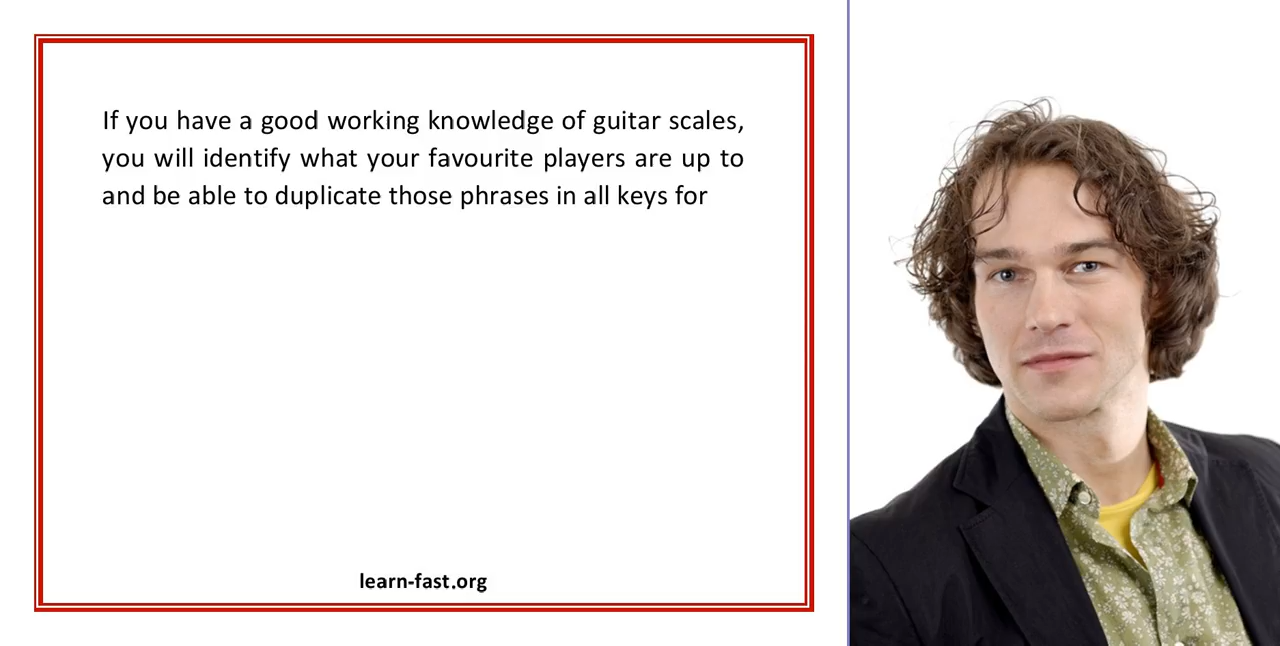 If you have a good working knowledge of guitar scales,
you will identify what your favourite players are up to
and be able to duplicate those phrases in all keys for
learn-fast.org